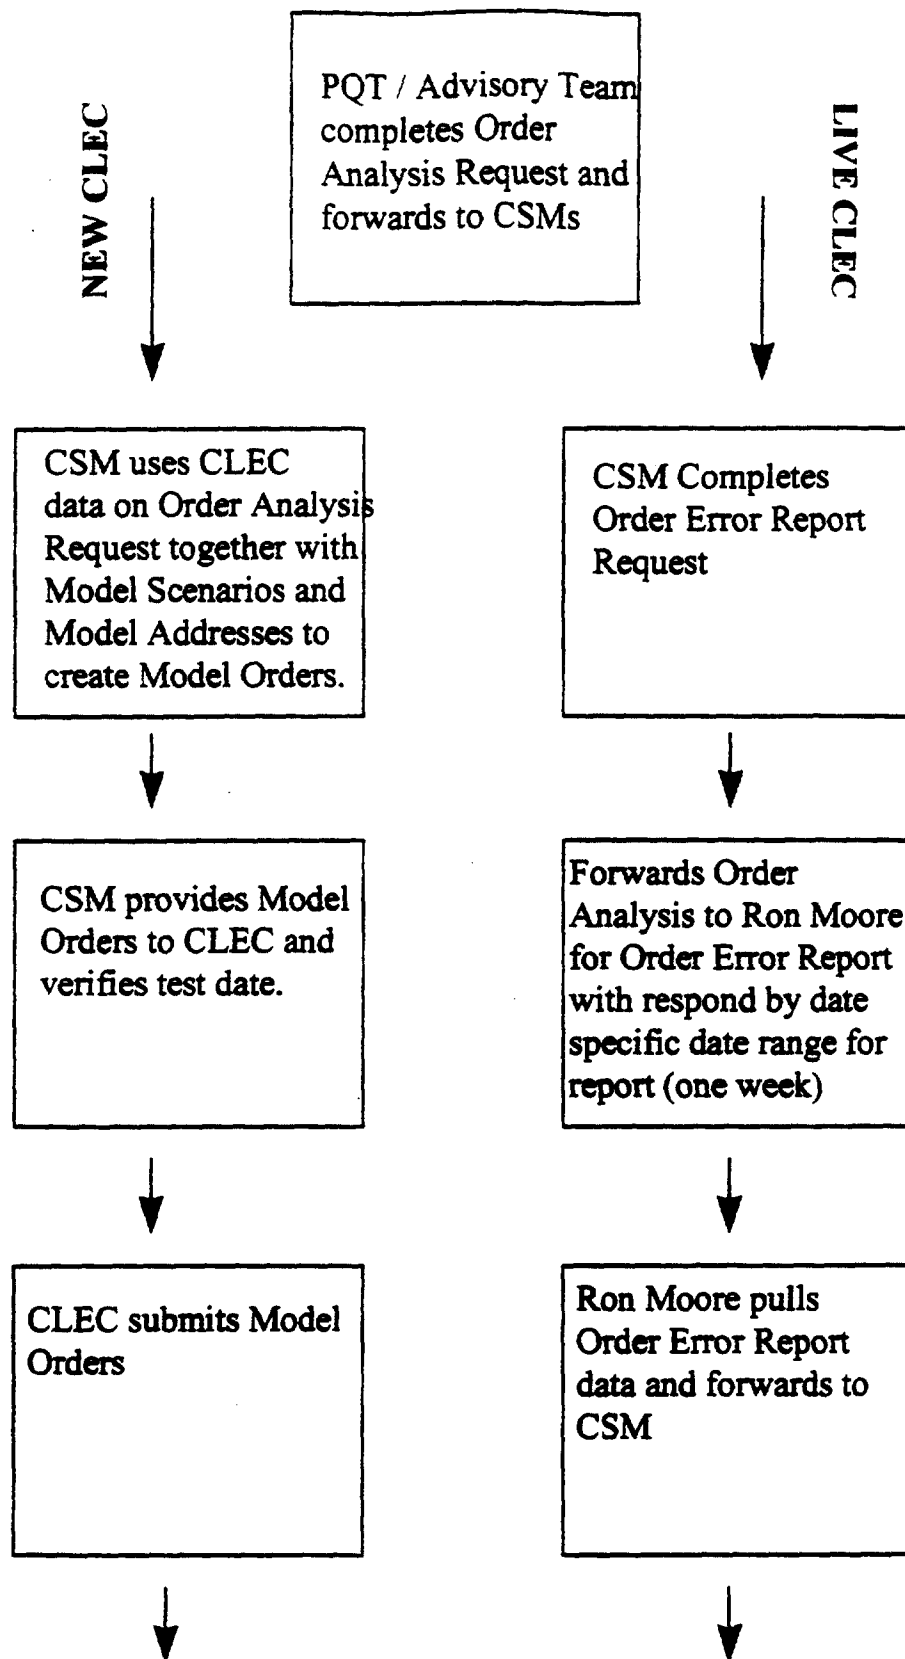 PQT / Advisory Team
completes Order
Analysis Request and
forwards to CSMs
NEW CLEC
LIVE CLEC
CSM uses CLEC
data on Order Analysis
Request together with
Model Scenarios and
Model Addresses to
create Model Orders.
CSM Completes
Order Error Report
Request
CSM provides Model
Orders to CLEC and
verifies test date.
Forwards Order
Analysis to Ron Moore
for Order Error Report
with respond by date
specific date range for
report (one week)
CLEC submits Model
Orders
Ron Moore pulls
Order Error Report
data and forwards to
CSM